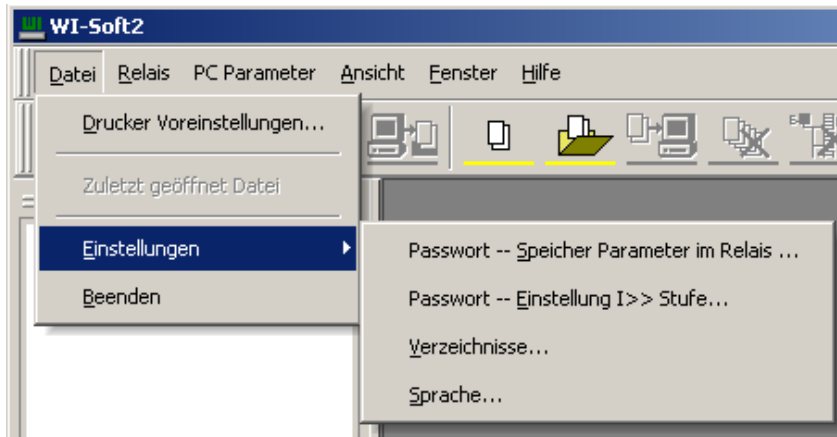 WI-Soft2
Datei Relais PC Parameter Ansicht Fenster Hilfe
Drucker Voreinstellungen...
Zuletzt geöffnet Datei
Einstellungen
Beenden
Passwort -- Speicher Parameter im Relais ...
Passwort -- Einstellung I>> Stufe...
Verzeichnisse...
Sprache...